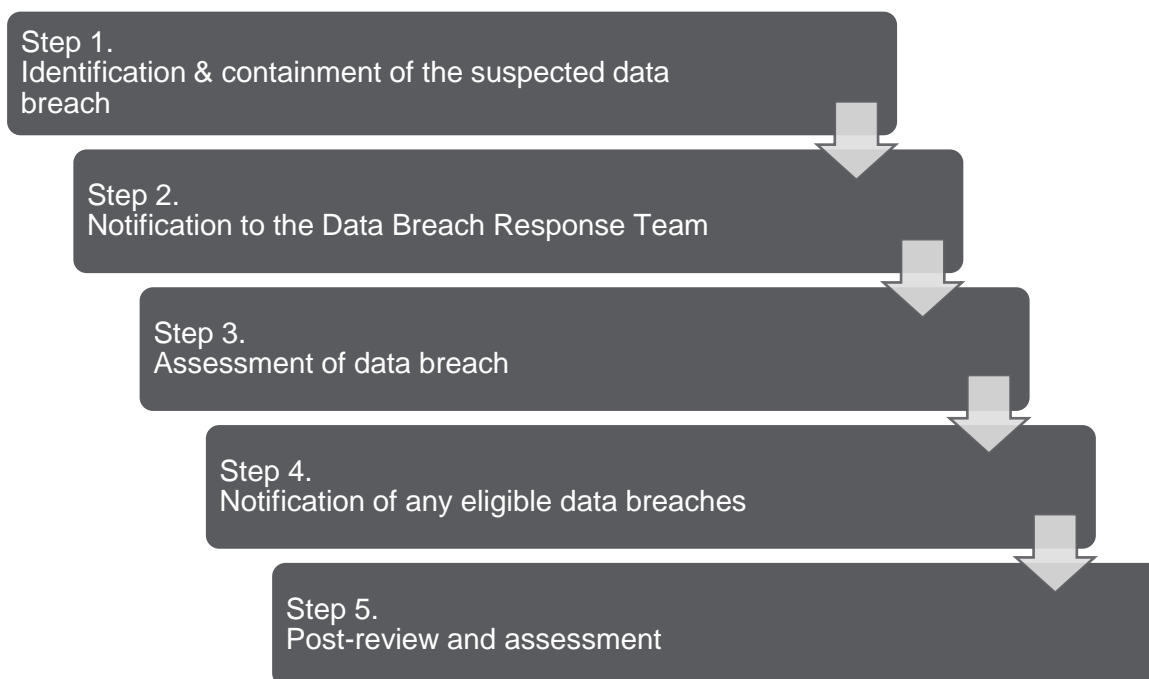 Step 1.
Identification & containment of the suspected data
breach
Step 2.
Notification to the Data Breach Response Team
Step 3.
Assessment of data breach
Step 4.
Notification of any eligible data breaches
Step 5.
Post-review and assessment